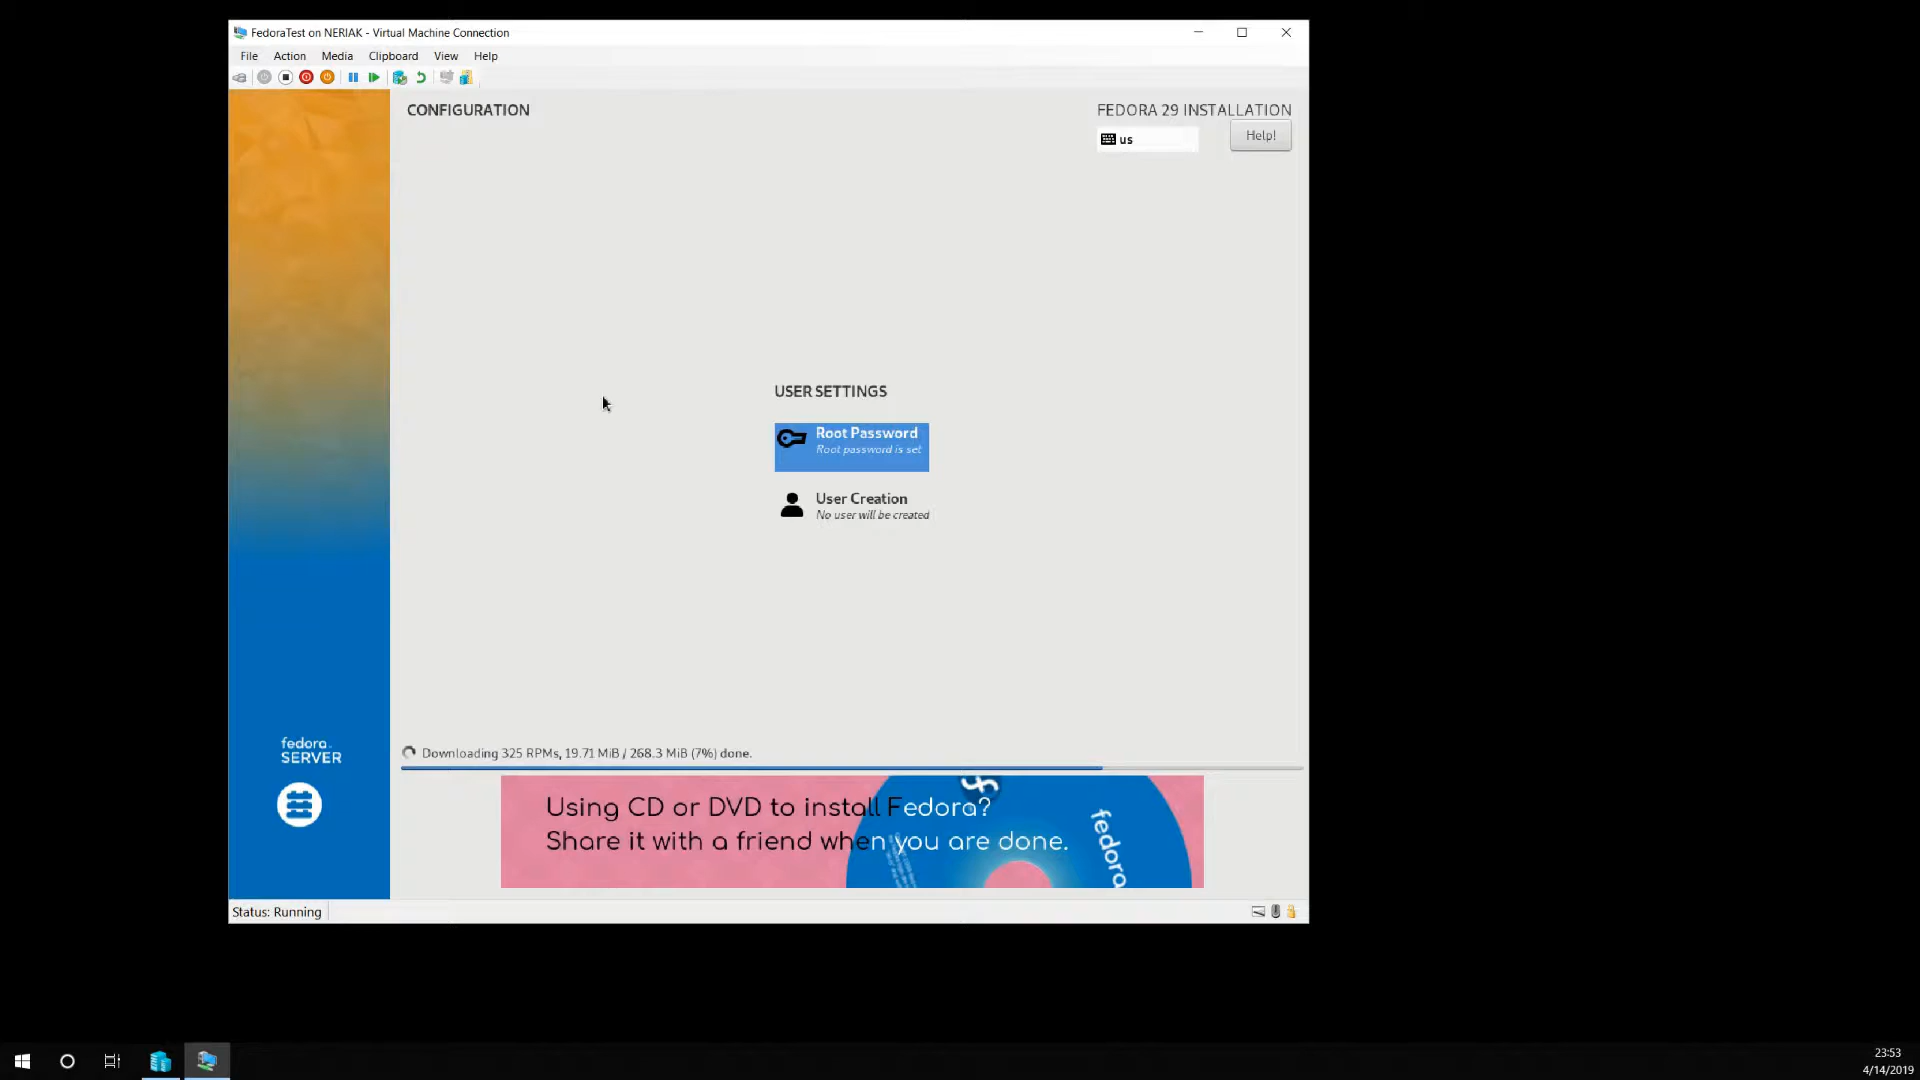 FedoraTest on NERIAK - Virtual Machine Connection
File Action Media Clipboard View Help
CONFIGURATION
FEDORA 29 INSTALLATION
us
Help!
USER SETTINGS
Root Password
Root password is set
User Creation
No user will be created
fedora
SERVER
Downloading 325 RPMs, 19.71 MiB / 268.3 MiB (7%) done.
Using CD or DVD to install Fedora?
Share it with a friend when you are done.
fedora
Status: Running
23:53
4/14/2019